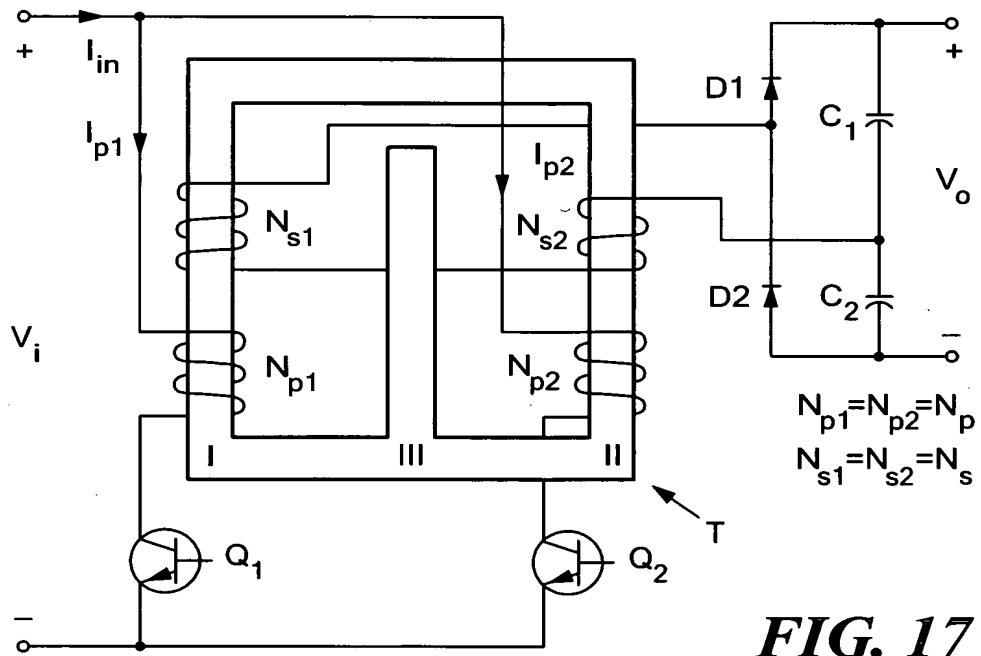 +
I_in
I_p1
I_p2
N_s1
N_s2
N_p1
N_p2
V_i
I
III
II
T
Q_1
Q_2
−
D1
D2
C_1
C_2
+
V_o
−
N_p1=N_p2=N_p
N_s1=N_s2=N_s
FIG. 17